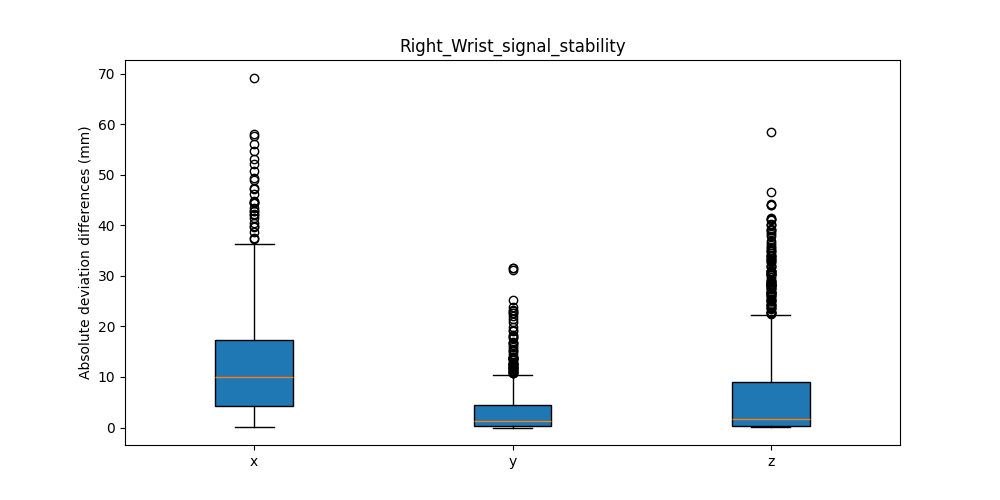 Right_Wrist_signal_stability
Absolute deviation differences (mm)
70
60
50
40
30
20
10
0
x y z